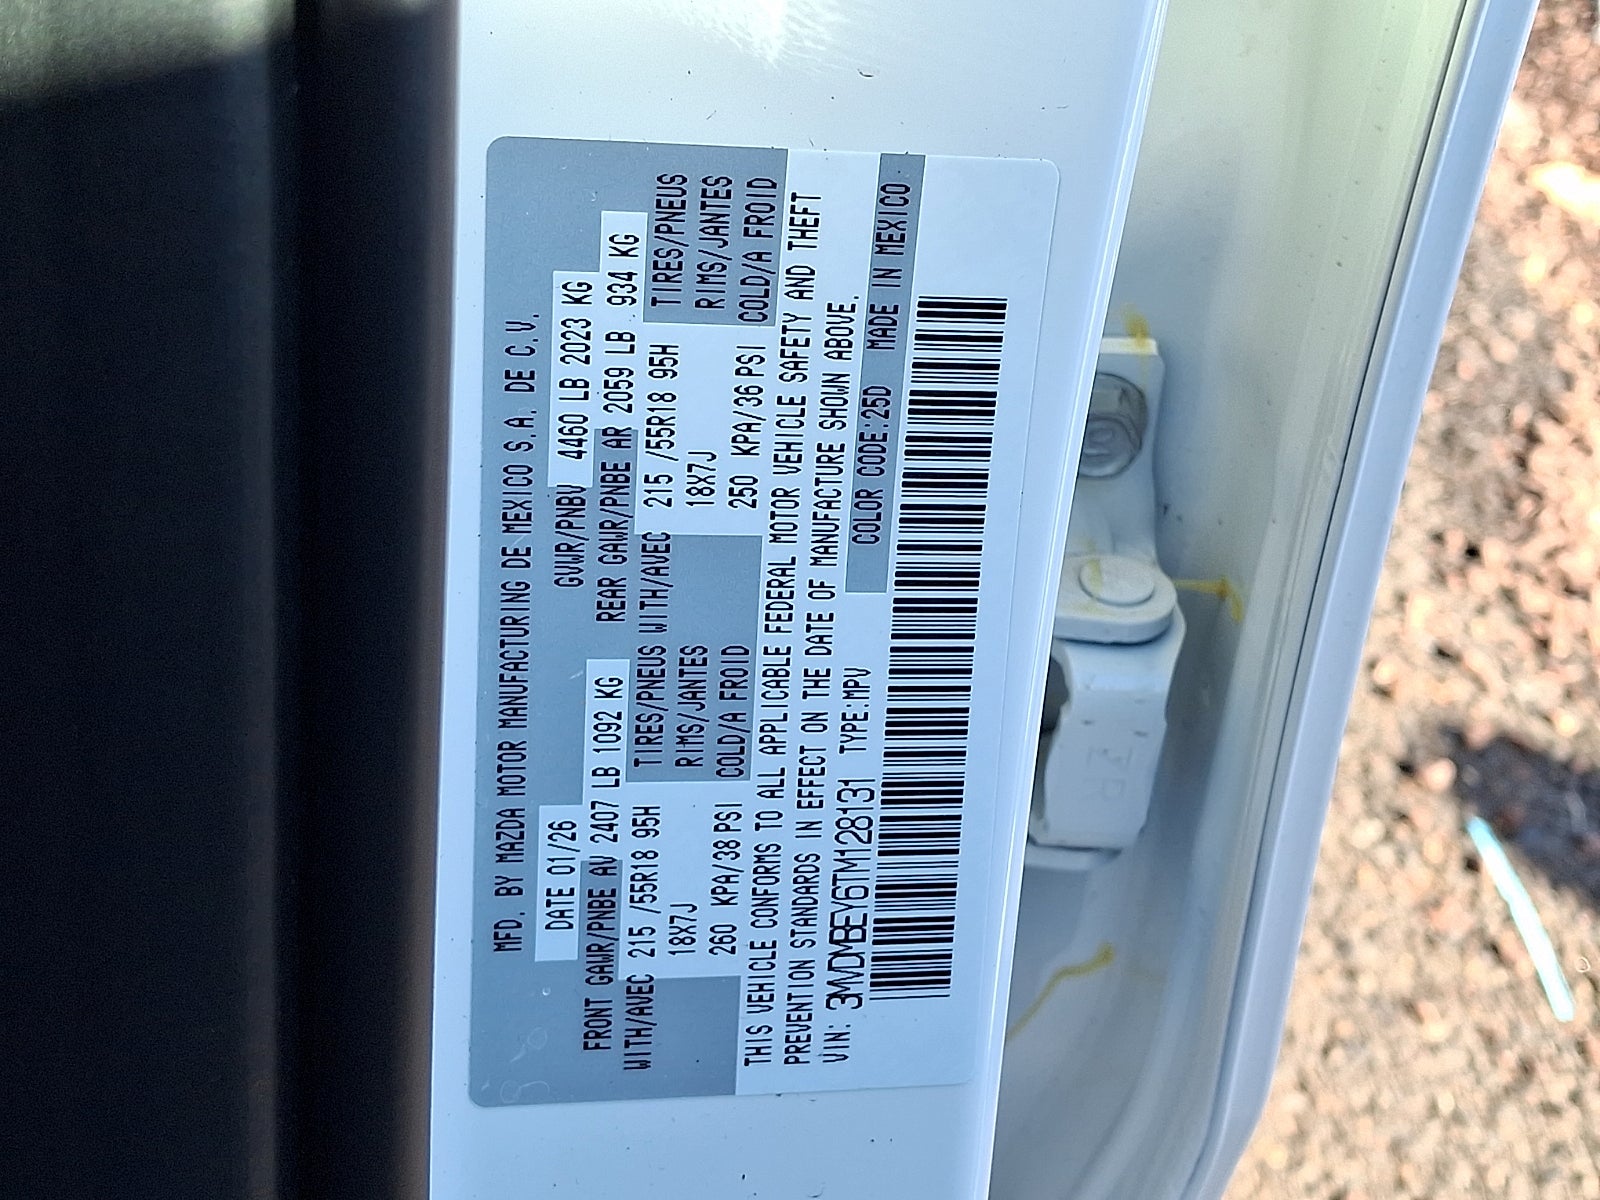 MFD. BY MAZDA MOTOR MANUFACTURING DE MEXICO S.A. DE C.V.
DATE 01/26 GVWR/PNBV 4460 LB 2023 KG
FRONT GAWR/PNBE AV 2407 LB 1092 KG REAR GAWR/PNBE AR 2059 LB 934 KG
WITH/AVEC 215 /55R18 95H TIRES/PNEUS WITH/AVEC 215 /55R18 95H TIRES/PNEUS
18X7J RIMS/JANTES 18X7J RIMS/JANTES
260 KPA/38 PSI COLD/A FROID 250 KPA/36 PSI COLD/A FROID
THIS VEHICLE CONFORMS TO ALL APPLICABLE FEDERAL MOTOR VEHICLE SAFETY AND THEFT
PREVENTION STANDARDS IN EFFECT ON THE DATE OF MANUFACTURE SHOWN ABOVE.
VIN: 3MVDMBEY6TM128131 TYPE:MPV COLOR CODE:25D MADE IN MEXICO